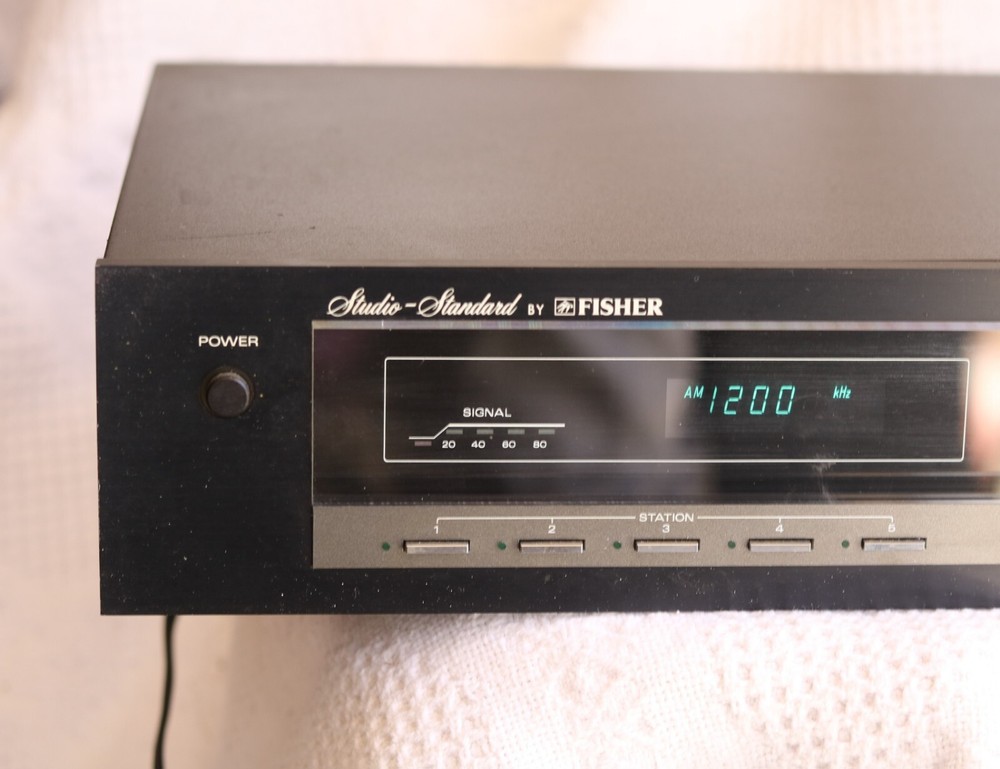 Studio-Standard BY FISHER
POWER
AM 1200 kHz
SIGNAL
20 40 60 80
STATION
1 2 3 4 5